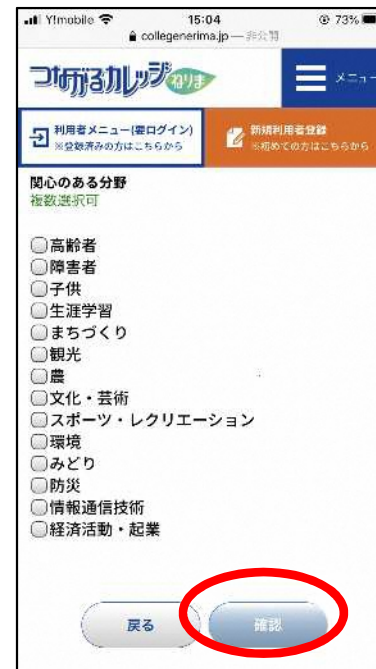 Y!mobile 15:04 73%
collegenerima.jp — 非公開
つながるカレッジねりま
メニュー
利用者メニュー(要ログイン)
※登録済みの方はこちらから
新規利用者登録
※初めての方はこちらから
関心のある分野
複数選択可
高齢者
障害者
子供
生涯学習
まちづくり
観光
農
文化・芸術
スポーツ・レクリエーション
環境
みどり
防災
情報通信技術
経済活動・起業
戻る
確認